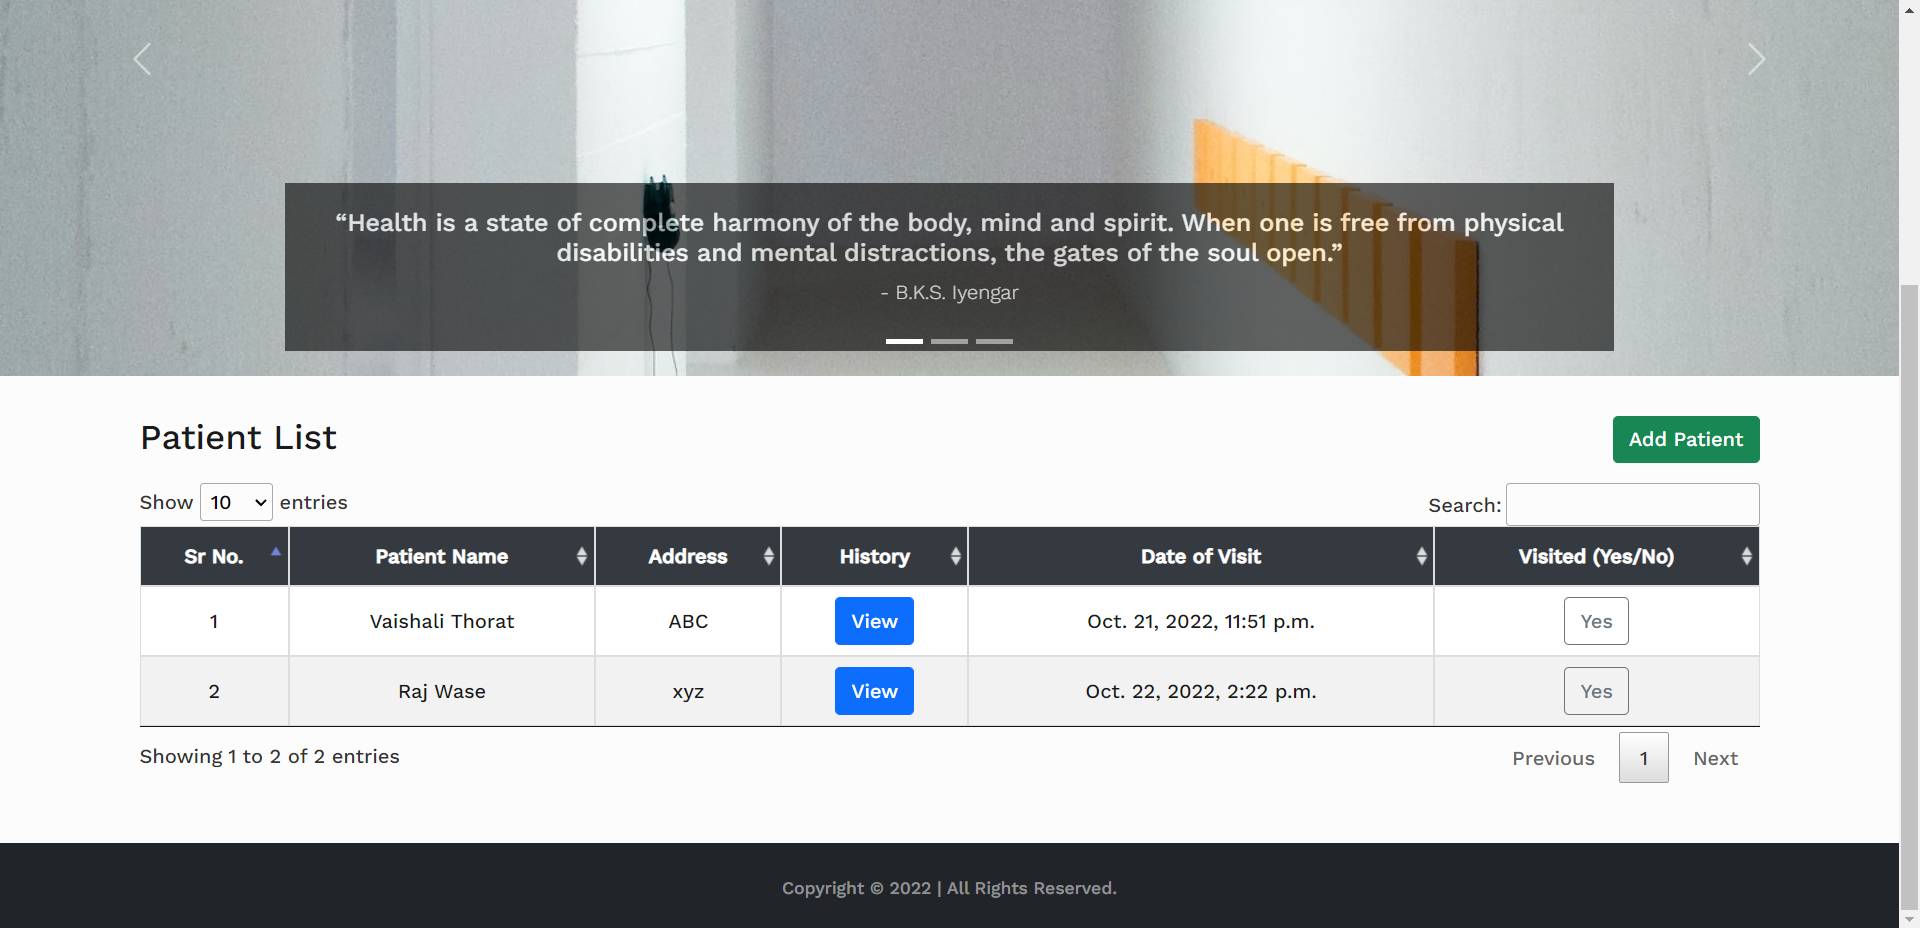 “Health is a state of complete harmony of the body, mind and spirit. When one is free from physical
disabilities and mental distractions, the gates of the soul open.”
- B.K.S. Iyengar
Patient List
Add Patient
Show 10 entries
Search:
Sr No. Patient Name Address History Date of Visit Visited (Yes/No)
1 Vaishali Thorat ABC View Oct. 21, 2022, 11:51 p.m. Yes
2 Raj Wase xyz View Oct. 22, 2022, 2:22 p.m. Yes
Showing 1 to 2 of 2 entries
Previous 1 Next
Copyright © 2022 | All Rights Reserved.